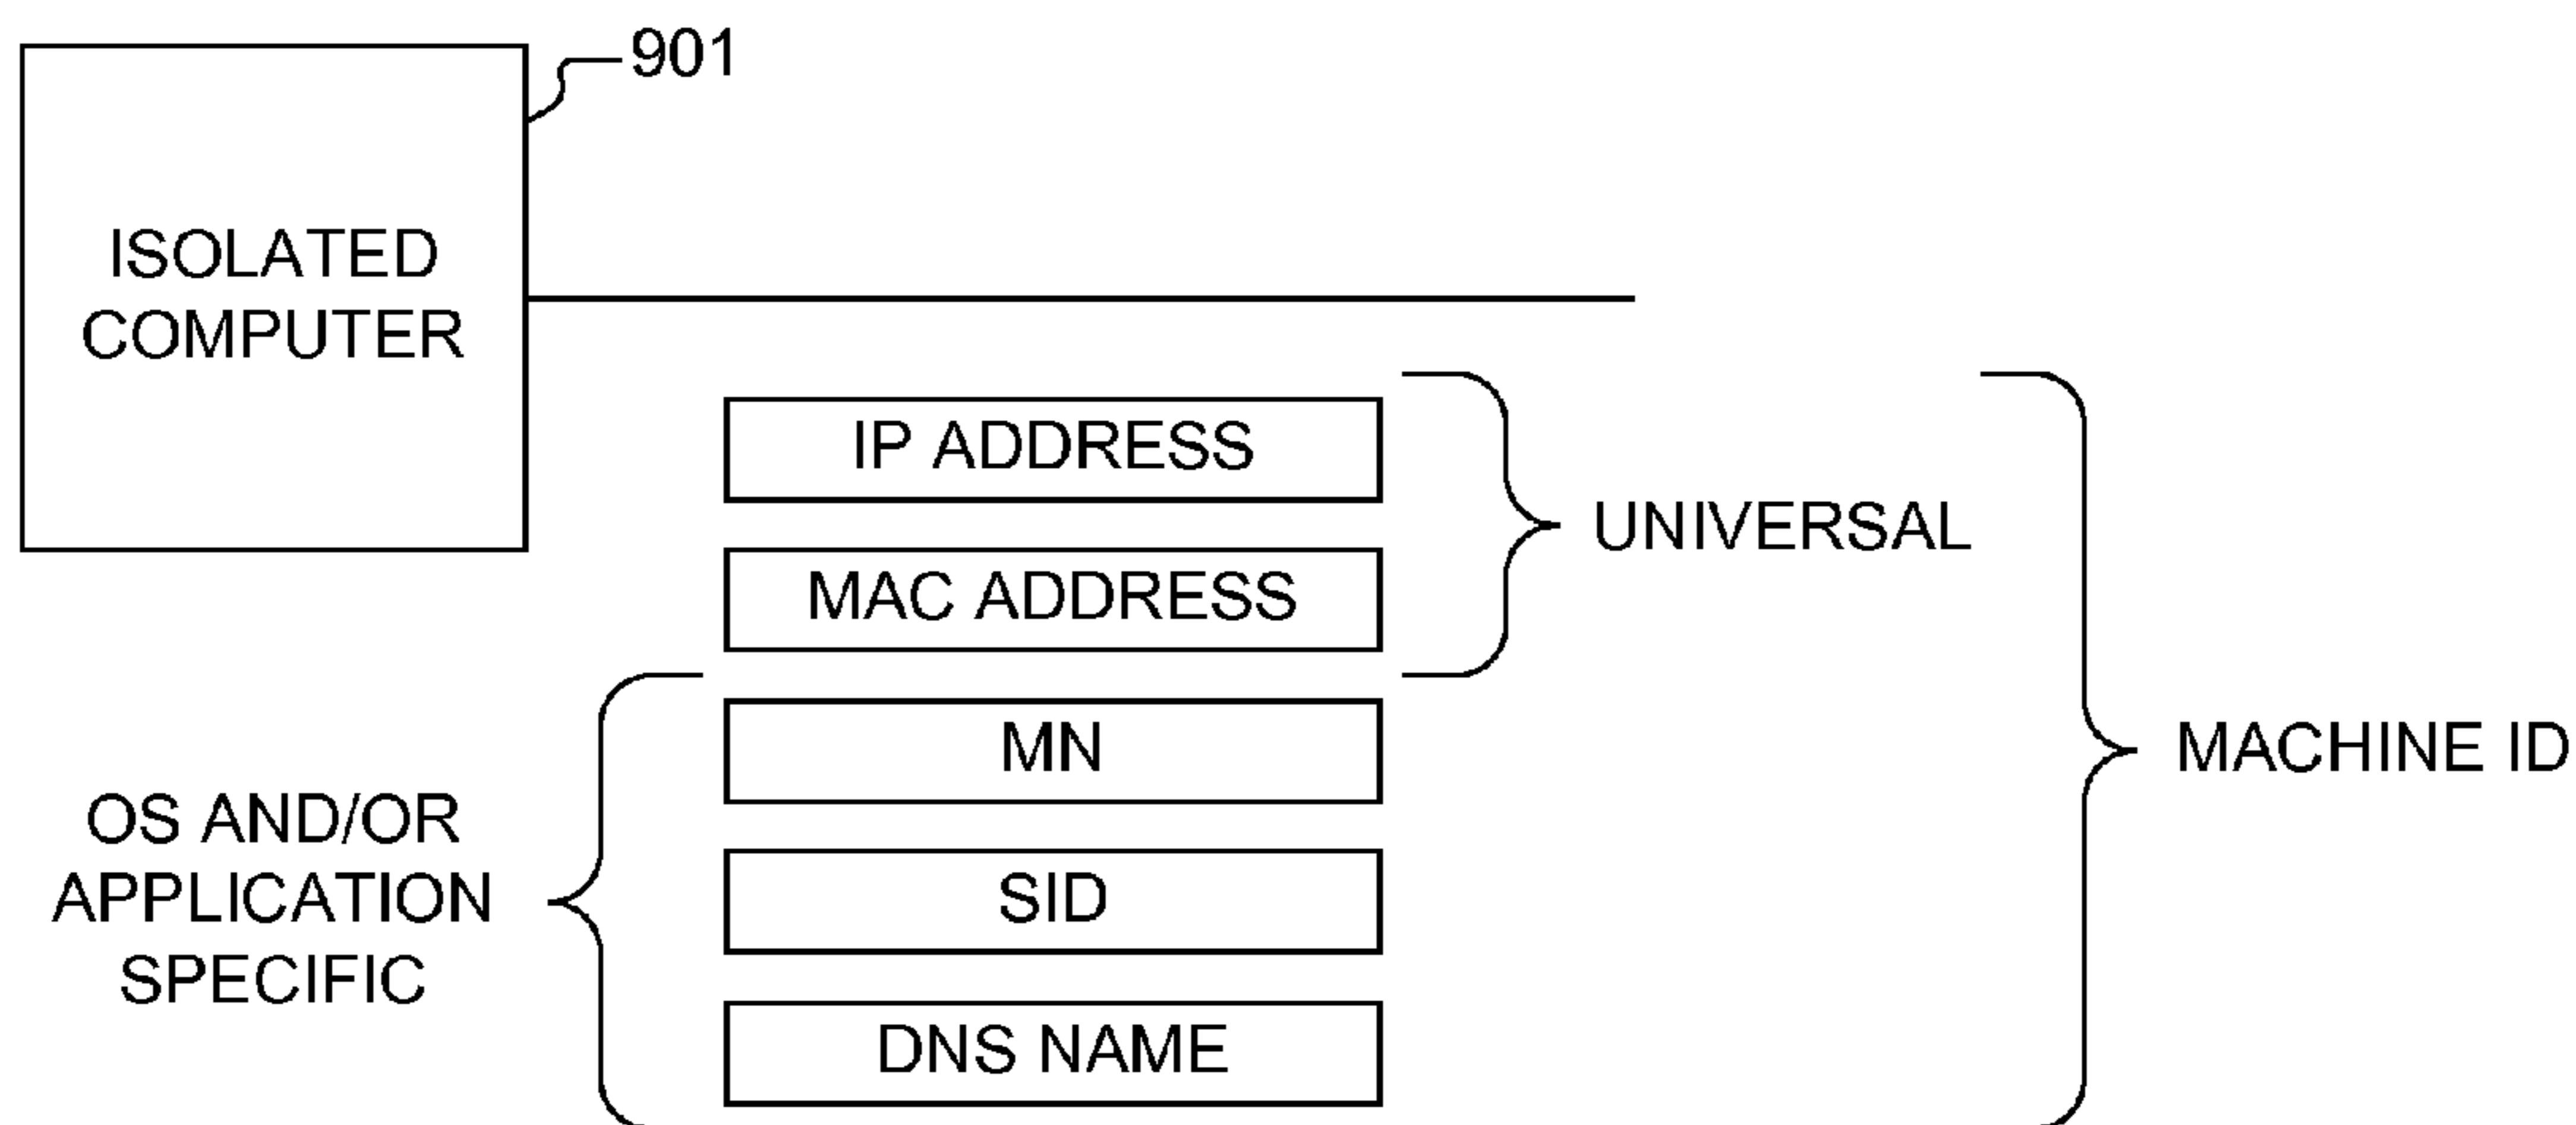 901
ISOLATED
COMPUTER
IP ADDRESS
UNIVERSAL
MAC ADDRESS
MN
MACHINE ID
OS AND/OR
APPLICATION
SPECIFIC
SID
DNS NAME